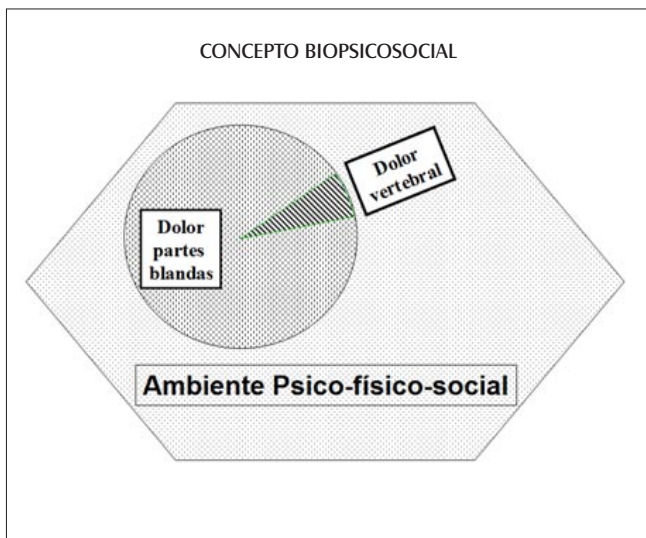 CONCEPTO BIOPSICOSOCIAL
Dolor
vertebral
Dolor
partes
blandas
Ambiente Psico-físico-social